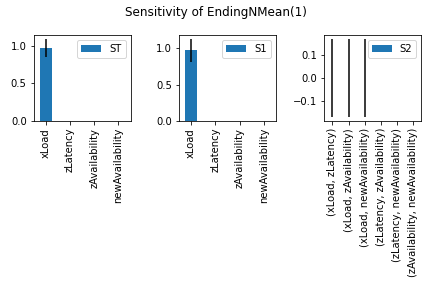 Sensitivity of EndingNMean(1)
1.0
0.5
0.0
ST
xLoad
zLatency
zAvailability
newAvailability
1.0
0.5
0.0
S1
xLoad
zLatency
zAvailability
newAvailability
0.1
0.0
−0.1
S2
(xLoad, zLatency)
(xLoad, zAvailability)
(xLoad, newAvailability)
(zLatency, zAvailability)
(zLatency, newAvailability)
(zAvailability, newAvailability)